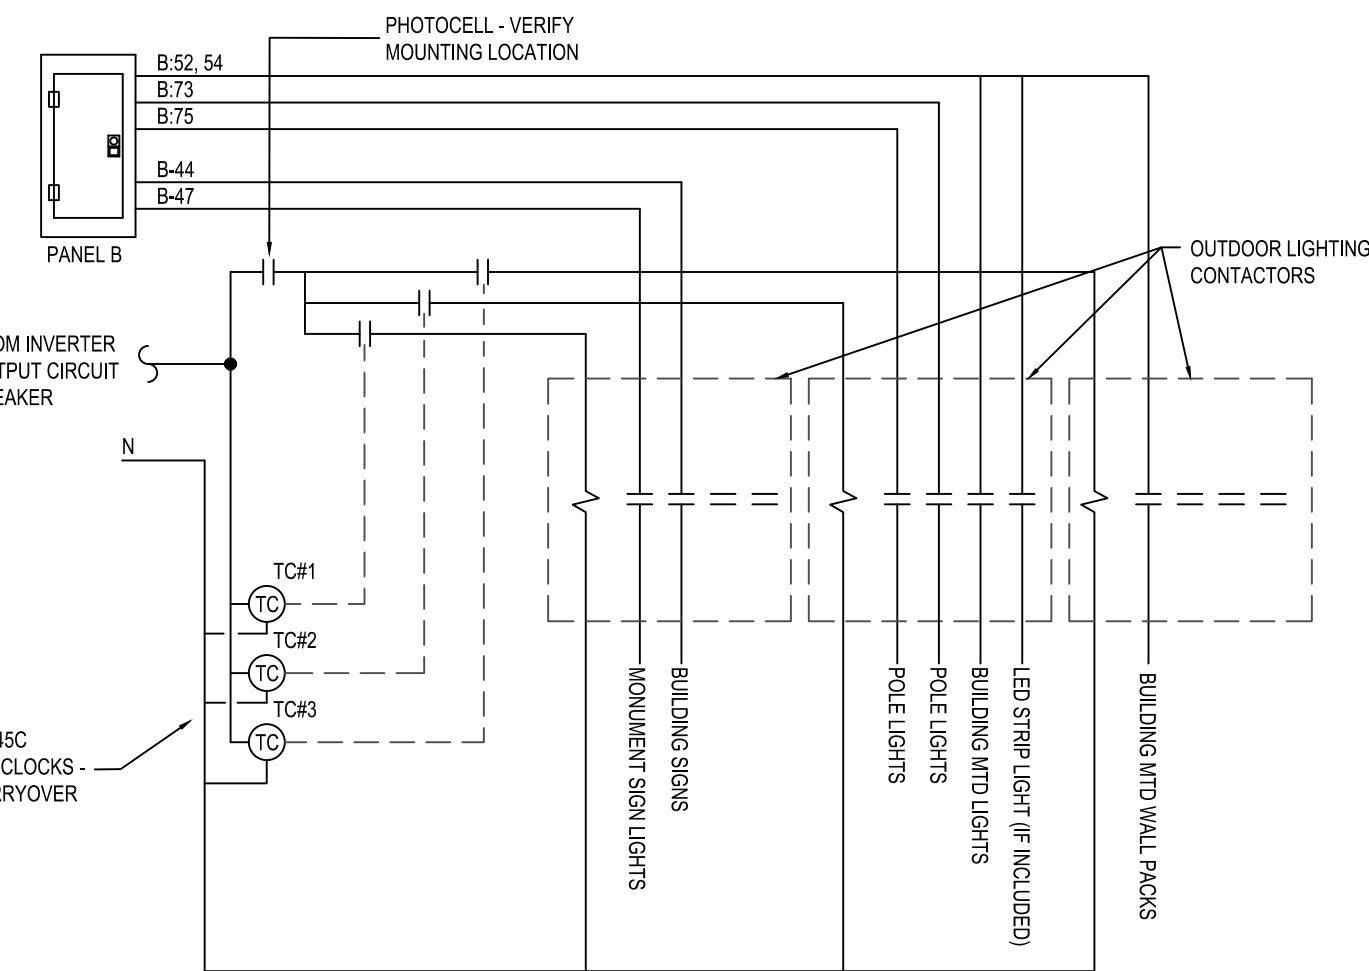 PHOTOCELL - VERIFY
MOUNTING LOCATION
B:52, 54
B:73
B:75
B-44
B-47
PANEL B
OUTDOOR LIGHTING
CONTACTORS
OM INVERTER
TPUT CIRCUIT
EAKER
N
TC#1
TC
TC#2
TC
TC#3
TC
45C
CLOCKS -
RRYOVER
MONUMENT SIGN LIGHTS
BUILDING SIGNS
POLE LIGHTS
POLE LIGHTS
BUILDING MTD LIGHTS
LED STRIP LIGHT (IF INCLUDED)
BUILDING MTD WALL PACKS